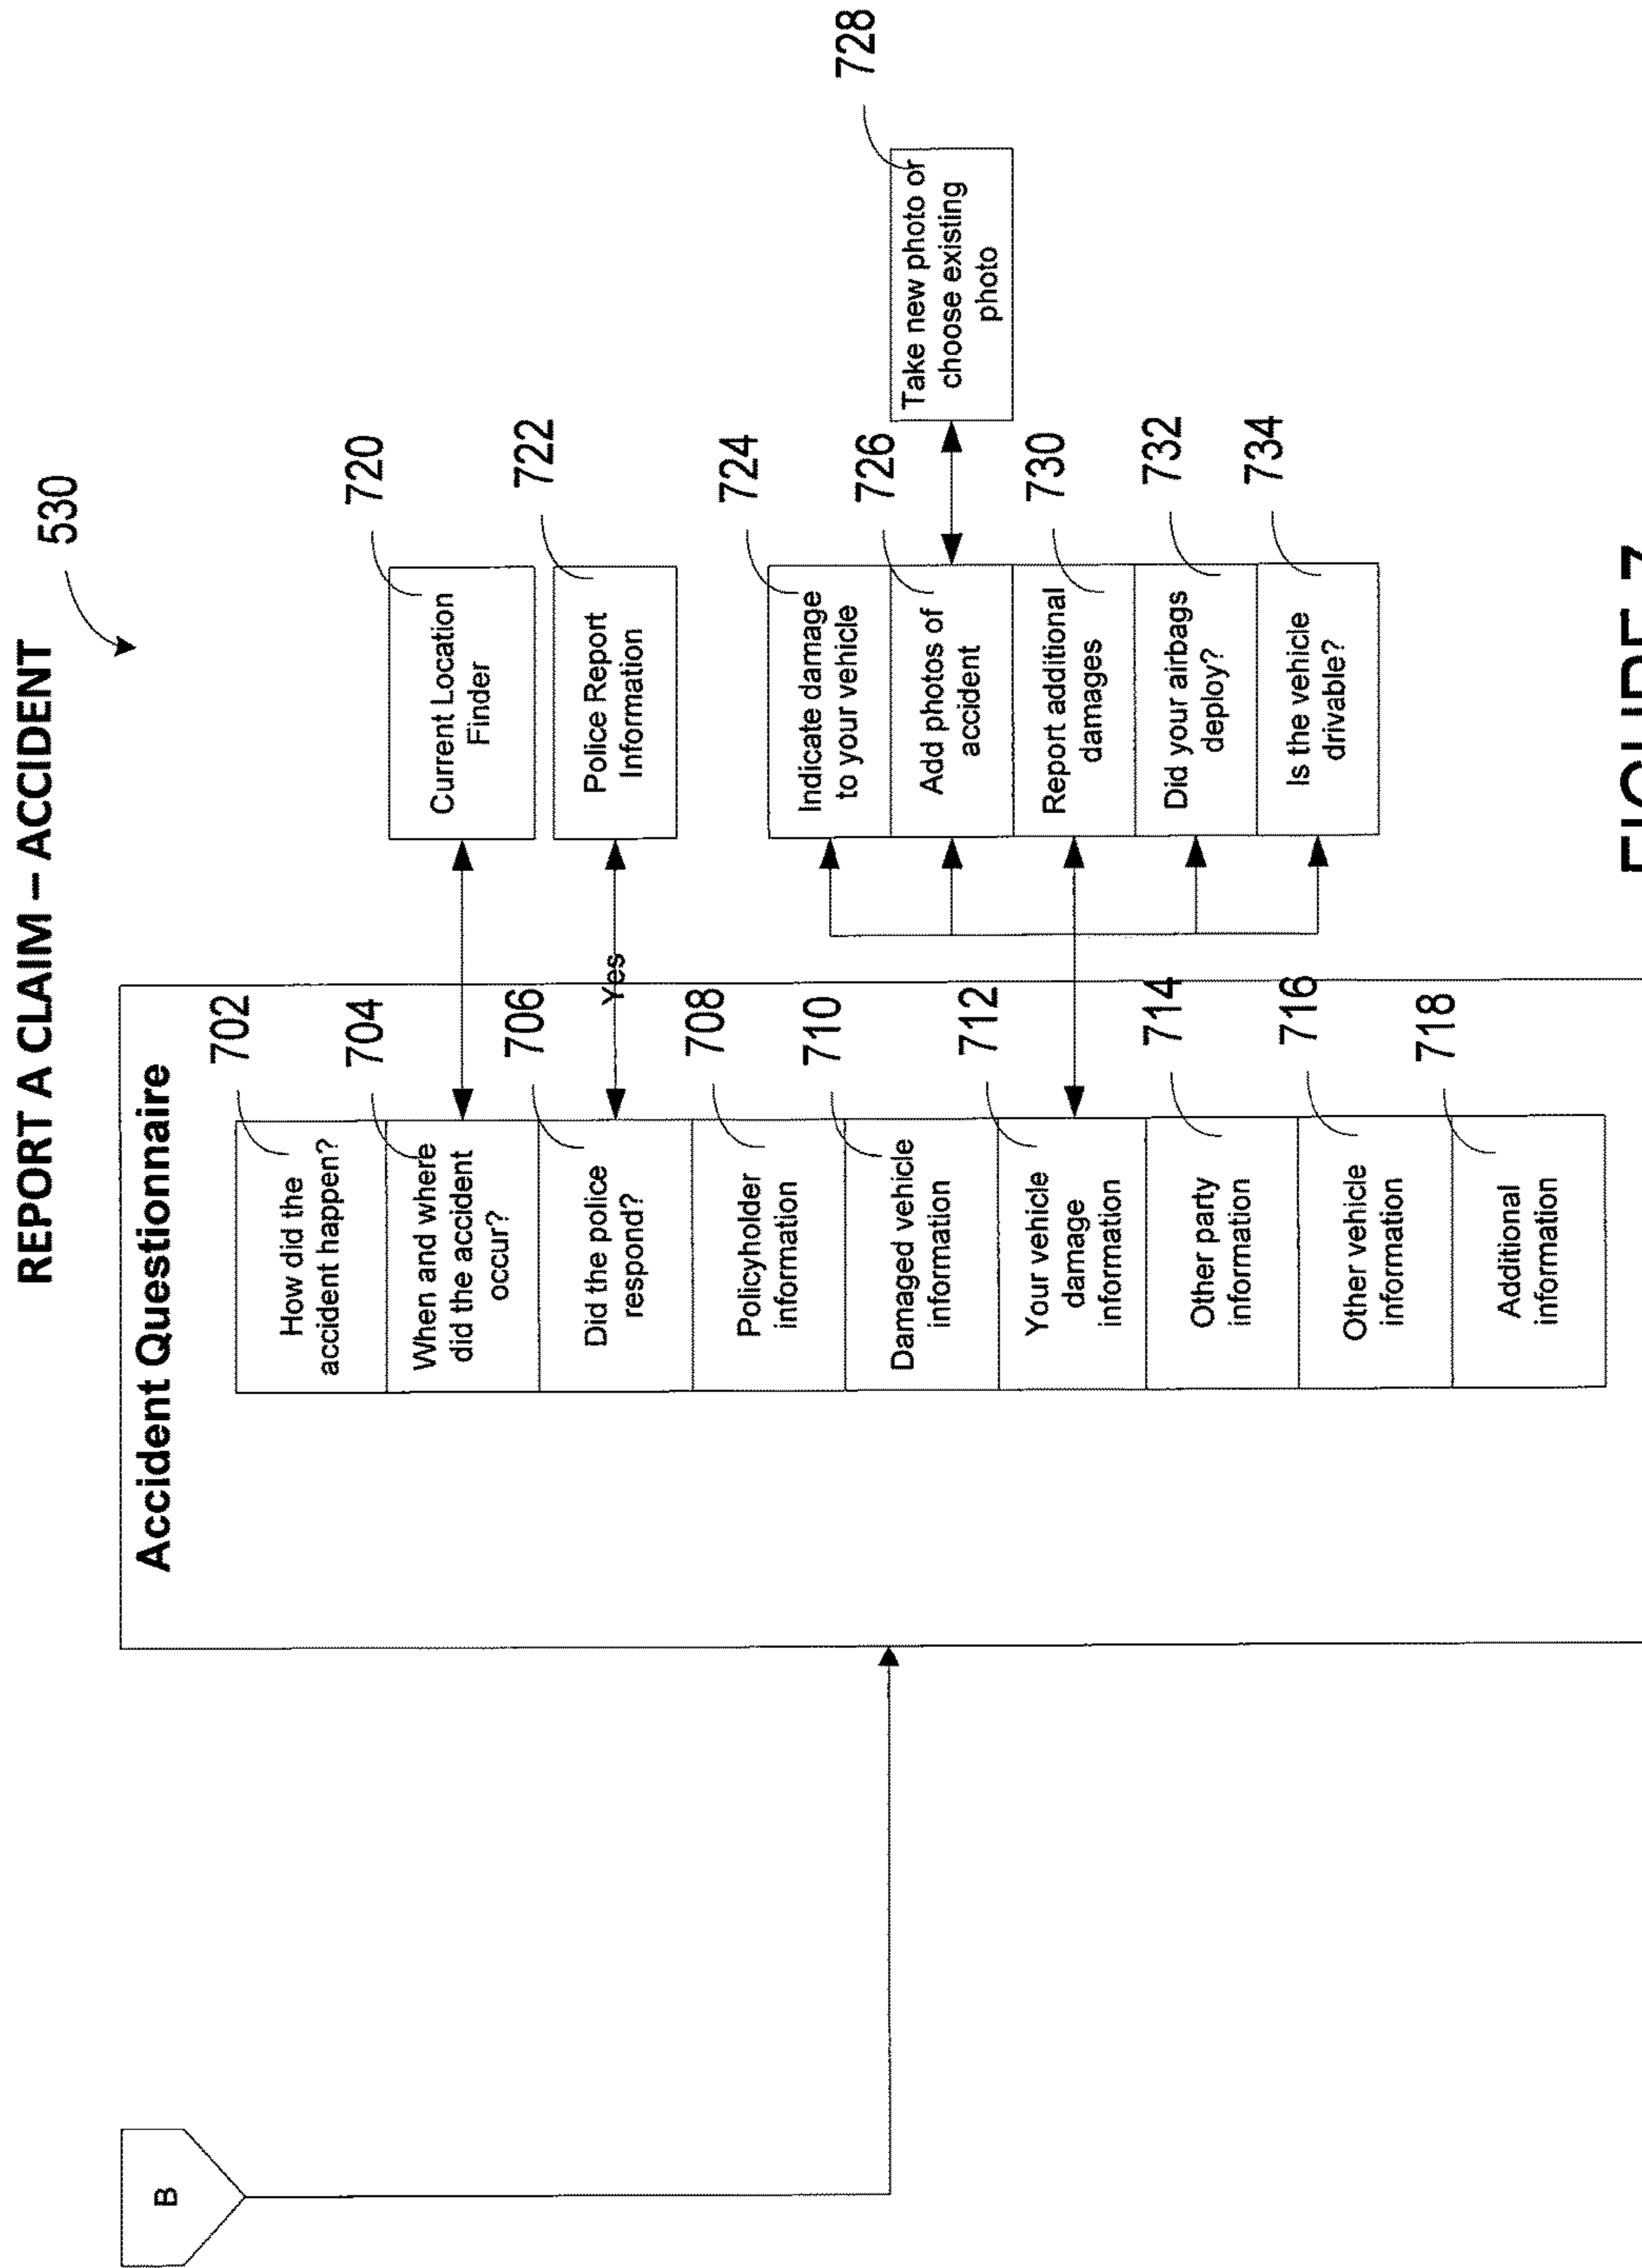 REPORT A CLAIM – ACCIDENT
530
B
Accident Questionnaire
702
How did the
accident happen?
704
When and where
did the accident
occur?
706
Did the police
respond?
Yes
708
Policyholder
information
710
Damaged vehicle
information
712
Your vehicle
damage
information
714
Other party
information
716
Other vehicle
information
718
Additional
information
720
Current Location
Finder
722
Police Report
Information
724
Indicate damage
to your vehicle
726
Add photos of
accident
730
Report additional
damages
732
Did your airbags
deploy?
734
Is the vehicle
drivable?
728
Take new photo or
choose existing
photo
FIGURE 7